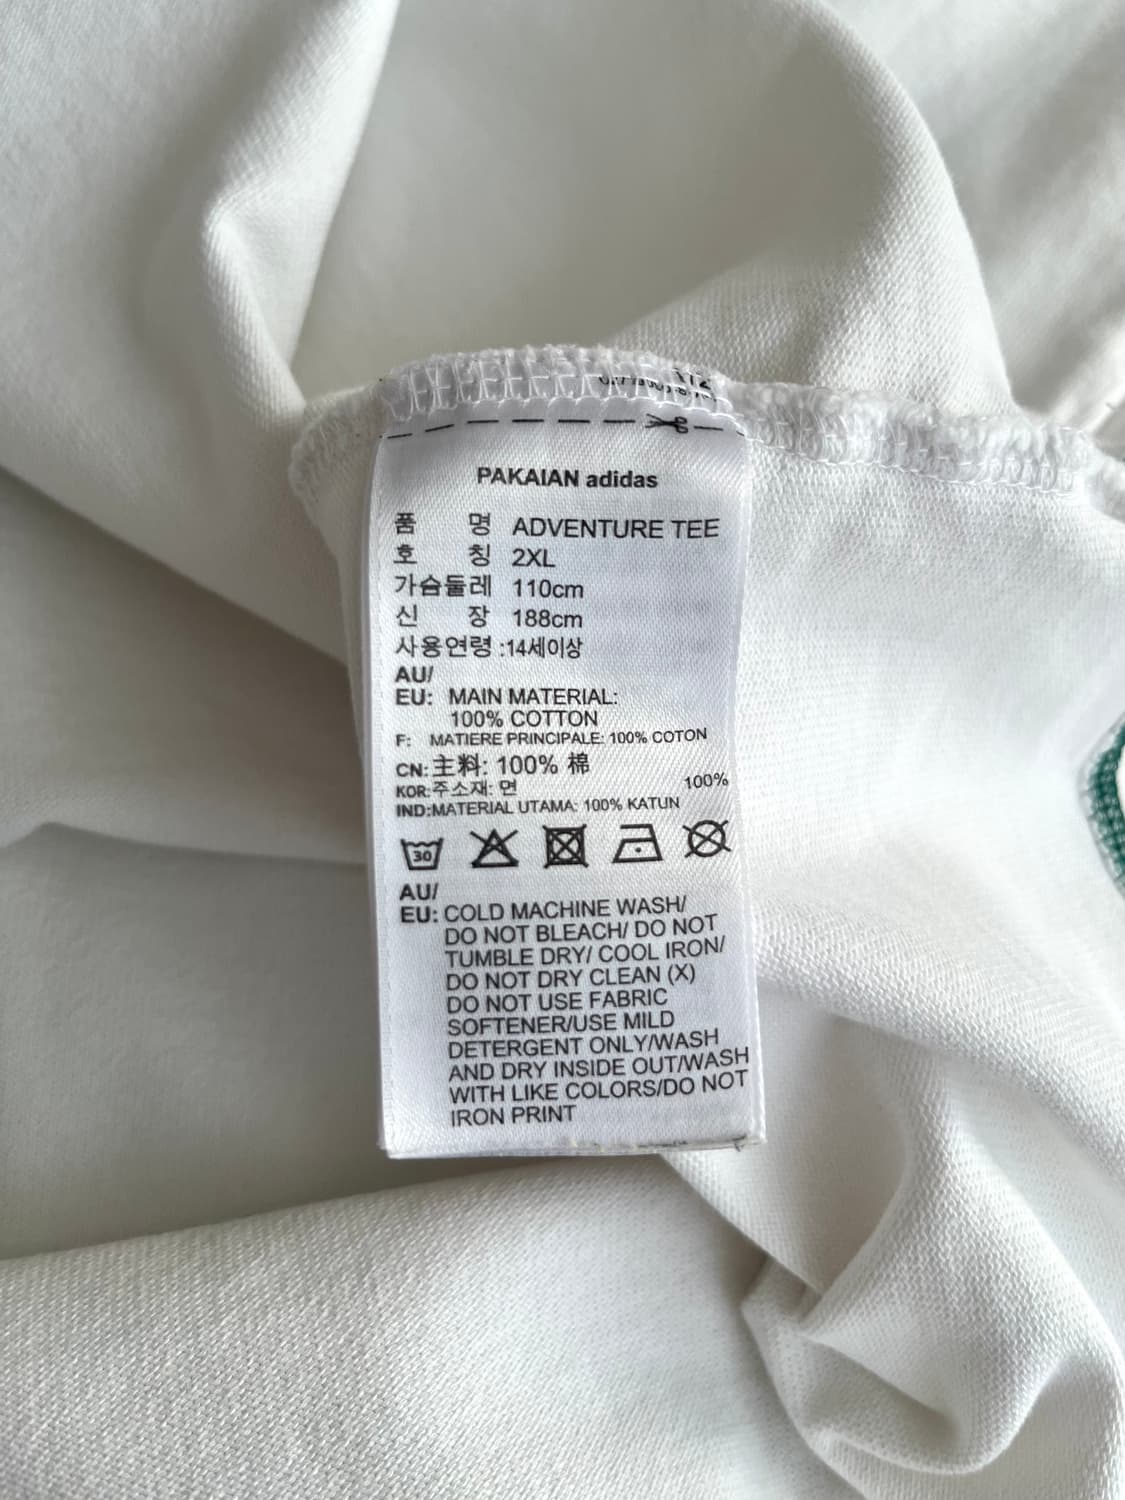 PAKAIAN adidas
품 명 ADVENTURE TEE
호 칭 2XL
가슴둘레 110cm
신 장 188cm
사용연령 :14세이상
AU/
EU: MAIN MATERIAL:
100% COTTON
F: MATIERE PRINCIPALE: 100% COTON
CN:主料: 100% 棉
KOR:주소재: 면 100%
IND:MATERIAL UTAMA: 100% KATUN
30
AU/
EU: COLD MACHINE WASH/
DO NOT BLEACH/ DO NOT
TUMBLE DRY/ COOL IRON/
DO NOT DRY CLEAN (X)
DO NOT USE FABRIC
SOFTENER/USE MILD
DETERGENT ONLY/WASH
AND DRY INSIDE OUT/WASH
WITH LIKE COLORS/DO NOT
IRON PRINT